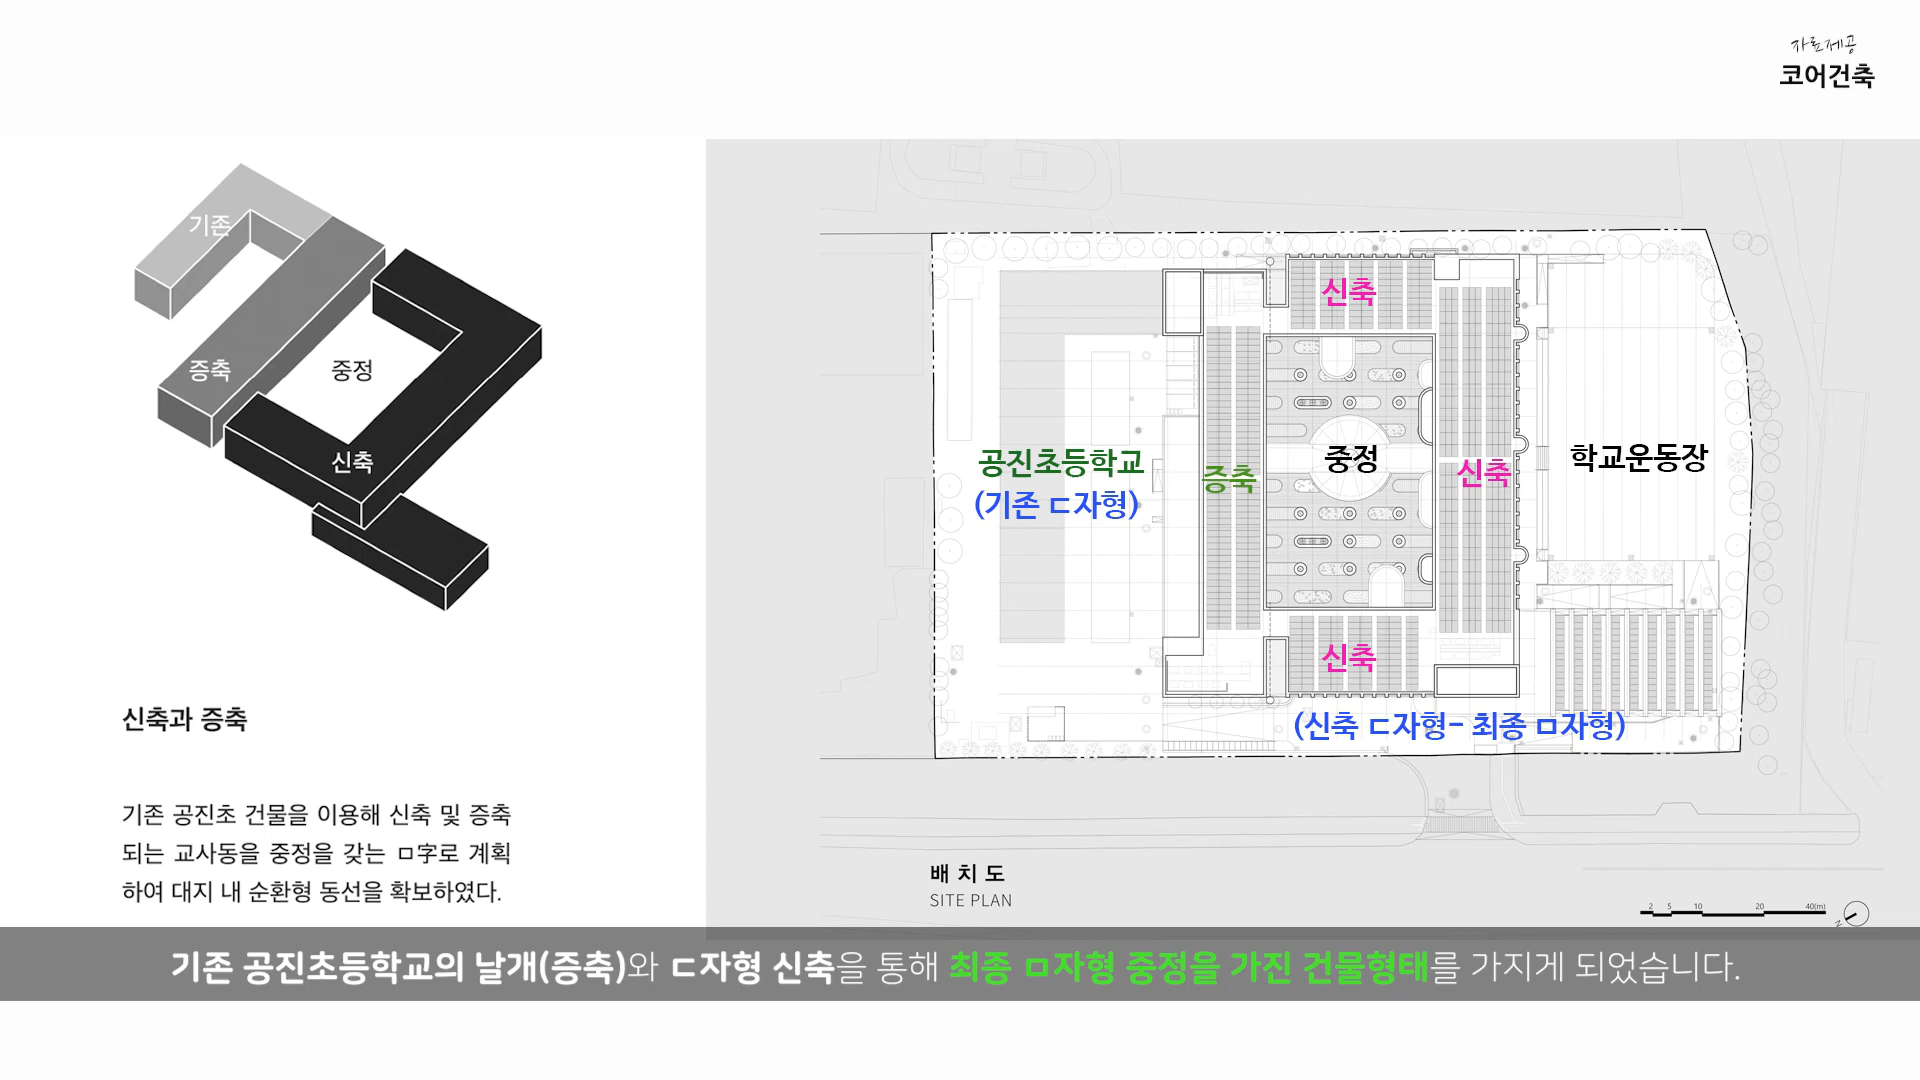 자료제공
코어건축
기존
증축
중정
신축
신축과 증축
기존 공진초 건물을 이용해 신축 및 증축
되는 교사동을 중정을 갖는 ㅁ字로 계획
하여 대지 내 순환형 동선을 확보하였다.
신축
공진초등학교
(기존 ㄷ자형)
증축
중정
신축
학교운동장
신축
(신축 ㄷ자형- 최종 ㅁ자형)
배 치 도
SITE PLAN
2 5 10 20 40(m)
Z
기존 공진초등학교의 날개(증축)와 ㄷ자형 신축을 통해 최종 ㅁ자형 중정을 가진 건물형태를 가지게 되었습니다.